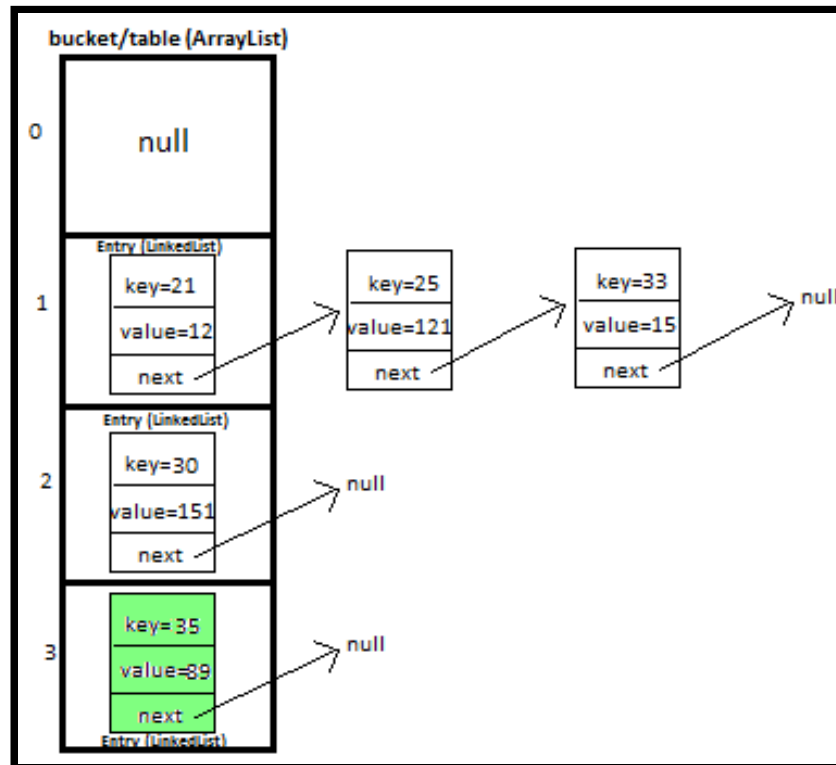 bucket/table (ArrayList)
0
null
Entry (LinkedList)
1
key=21
value=12
next
key=25
value=121
next
key=33
value=15
next
null
Entry (LinkedList)
2
key=30
value=151
next
null
3
key=35
value=89
next
null
Entry (LinkedList)